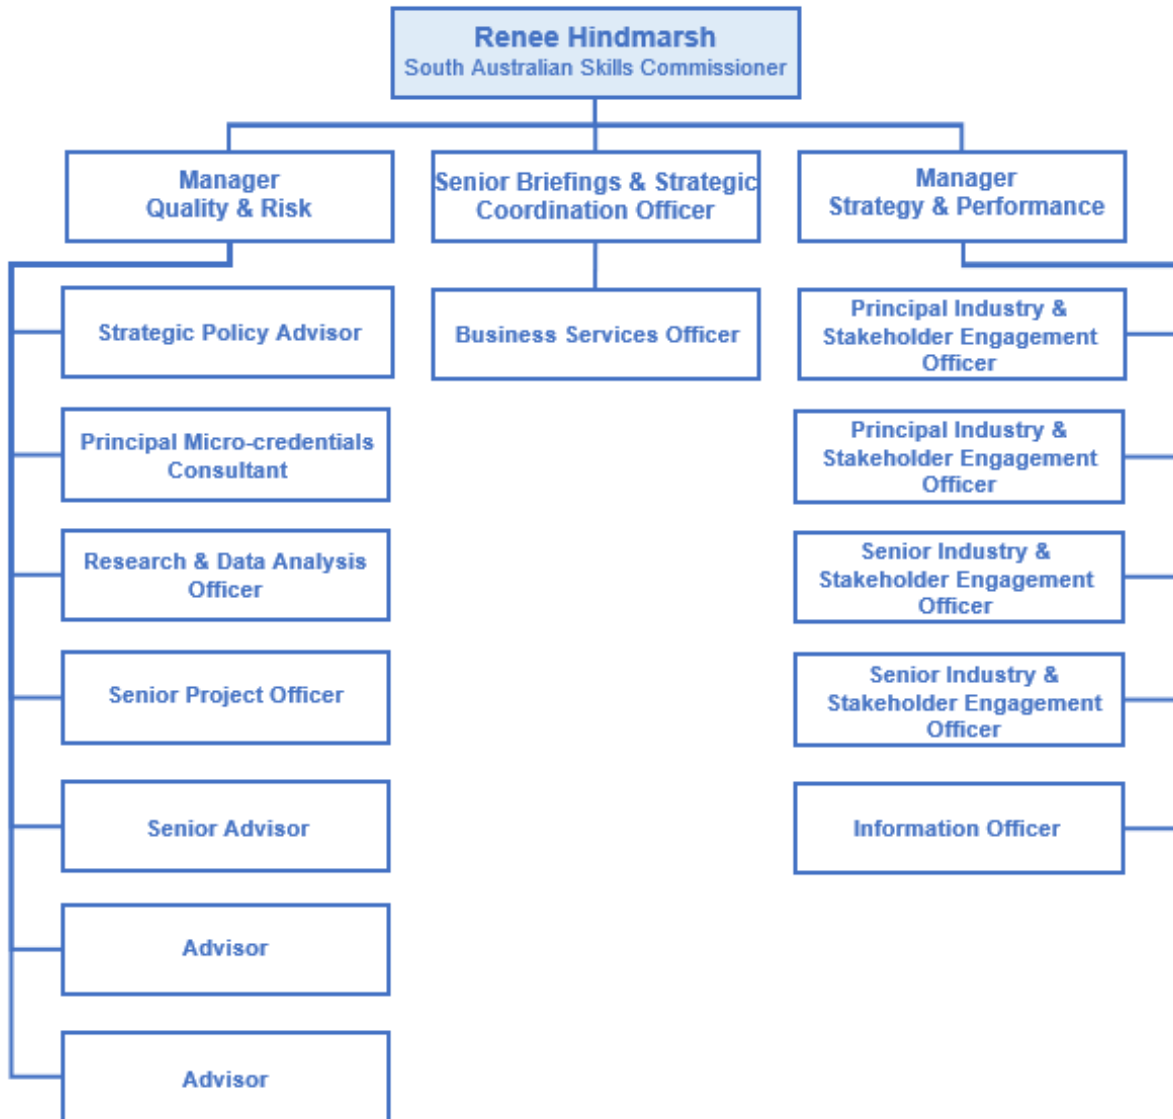 Renee Hindmarsh
South Australian Skills Commissioner
Manager
Quality & Risk
Senior Briefings & Strategic
Coordination Officer
Manager
Strategy & Performance
Strategic Policy Advisor
Principal Micro-credentials
Consultant
Research & Data Analysis
Officer
Senior Project Officer
Senior Advisor
Advisor
Advisor
Business Services Officer
Principal Industry &
Stakeholder Engagement
Officer
Principal Industry &
Stakeholder Engagement
Officer
Senior Industry &
Stakeholder Engagement
Officer
Senior Industry &
Stakeholder Engagement
Officer
Information Officer